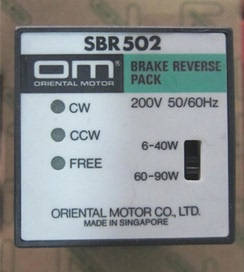 SBR502
OM®
ORIENTAL MOTOR
BRAKE REVERSE
PACK
CW
200V 50/60Hz
CCW
6-40W
FREE
60-90W
ORIENTAL MOTOR CO., LTD.
MADE IN SINGAPORE